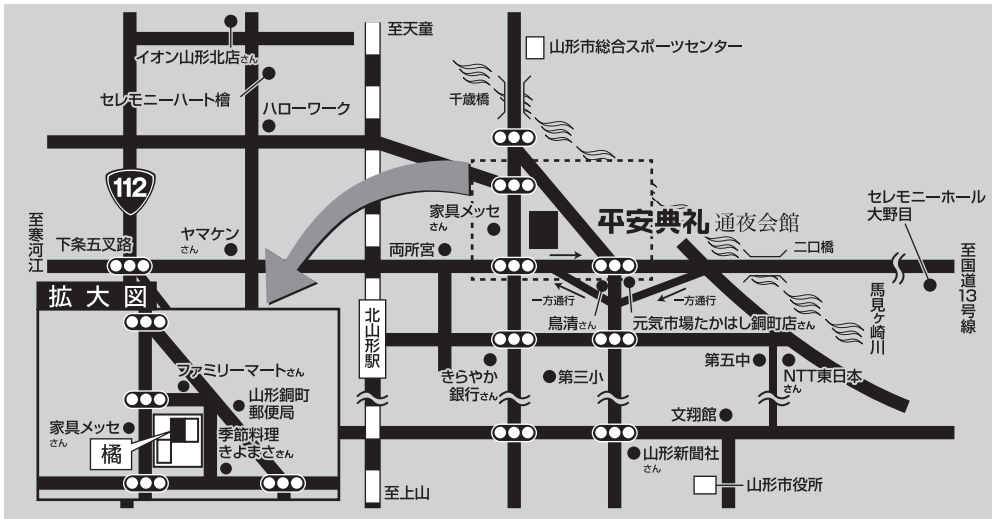 至天童
山形市総合スポーツセンター
イオン山形北店さん
セレモニーハート檜
ハローワーク
千歳橋
112
至寒河江
下条五叉路
ヤマケン
さん
両所宮
家具メッセ
さん
平安典礼 通夜会館
セレモニーホール
大野目
二口橋
至国道13号線
馬見ヶ崎川
一方通行
一方通行
鳥清さん
元気市場たかはし銅町店さん
北山形駅
きらやか
銀行さん
第三小
第五中
NTT東日本
さん
文翔館
山形新聞社
さん
山形市役所
至上山
拡大図
ファミリーマートさん
山形銅町
郵便局
家具メッセ
さん
橘
季節料理
きよまささん